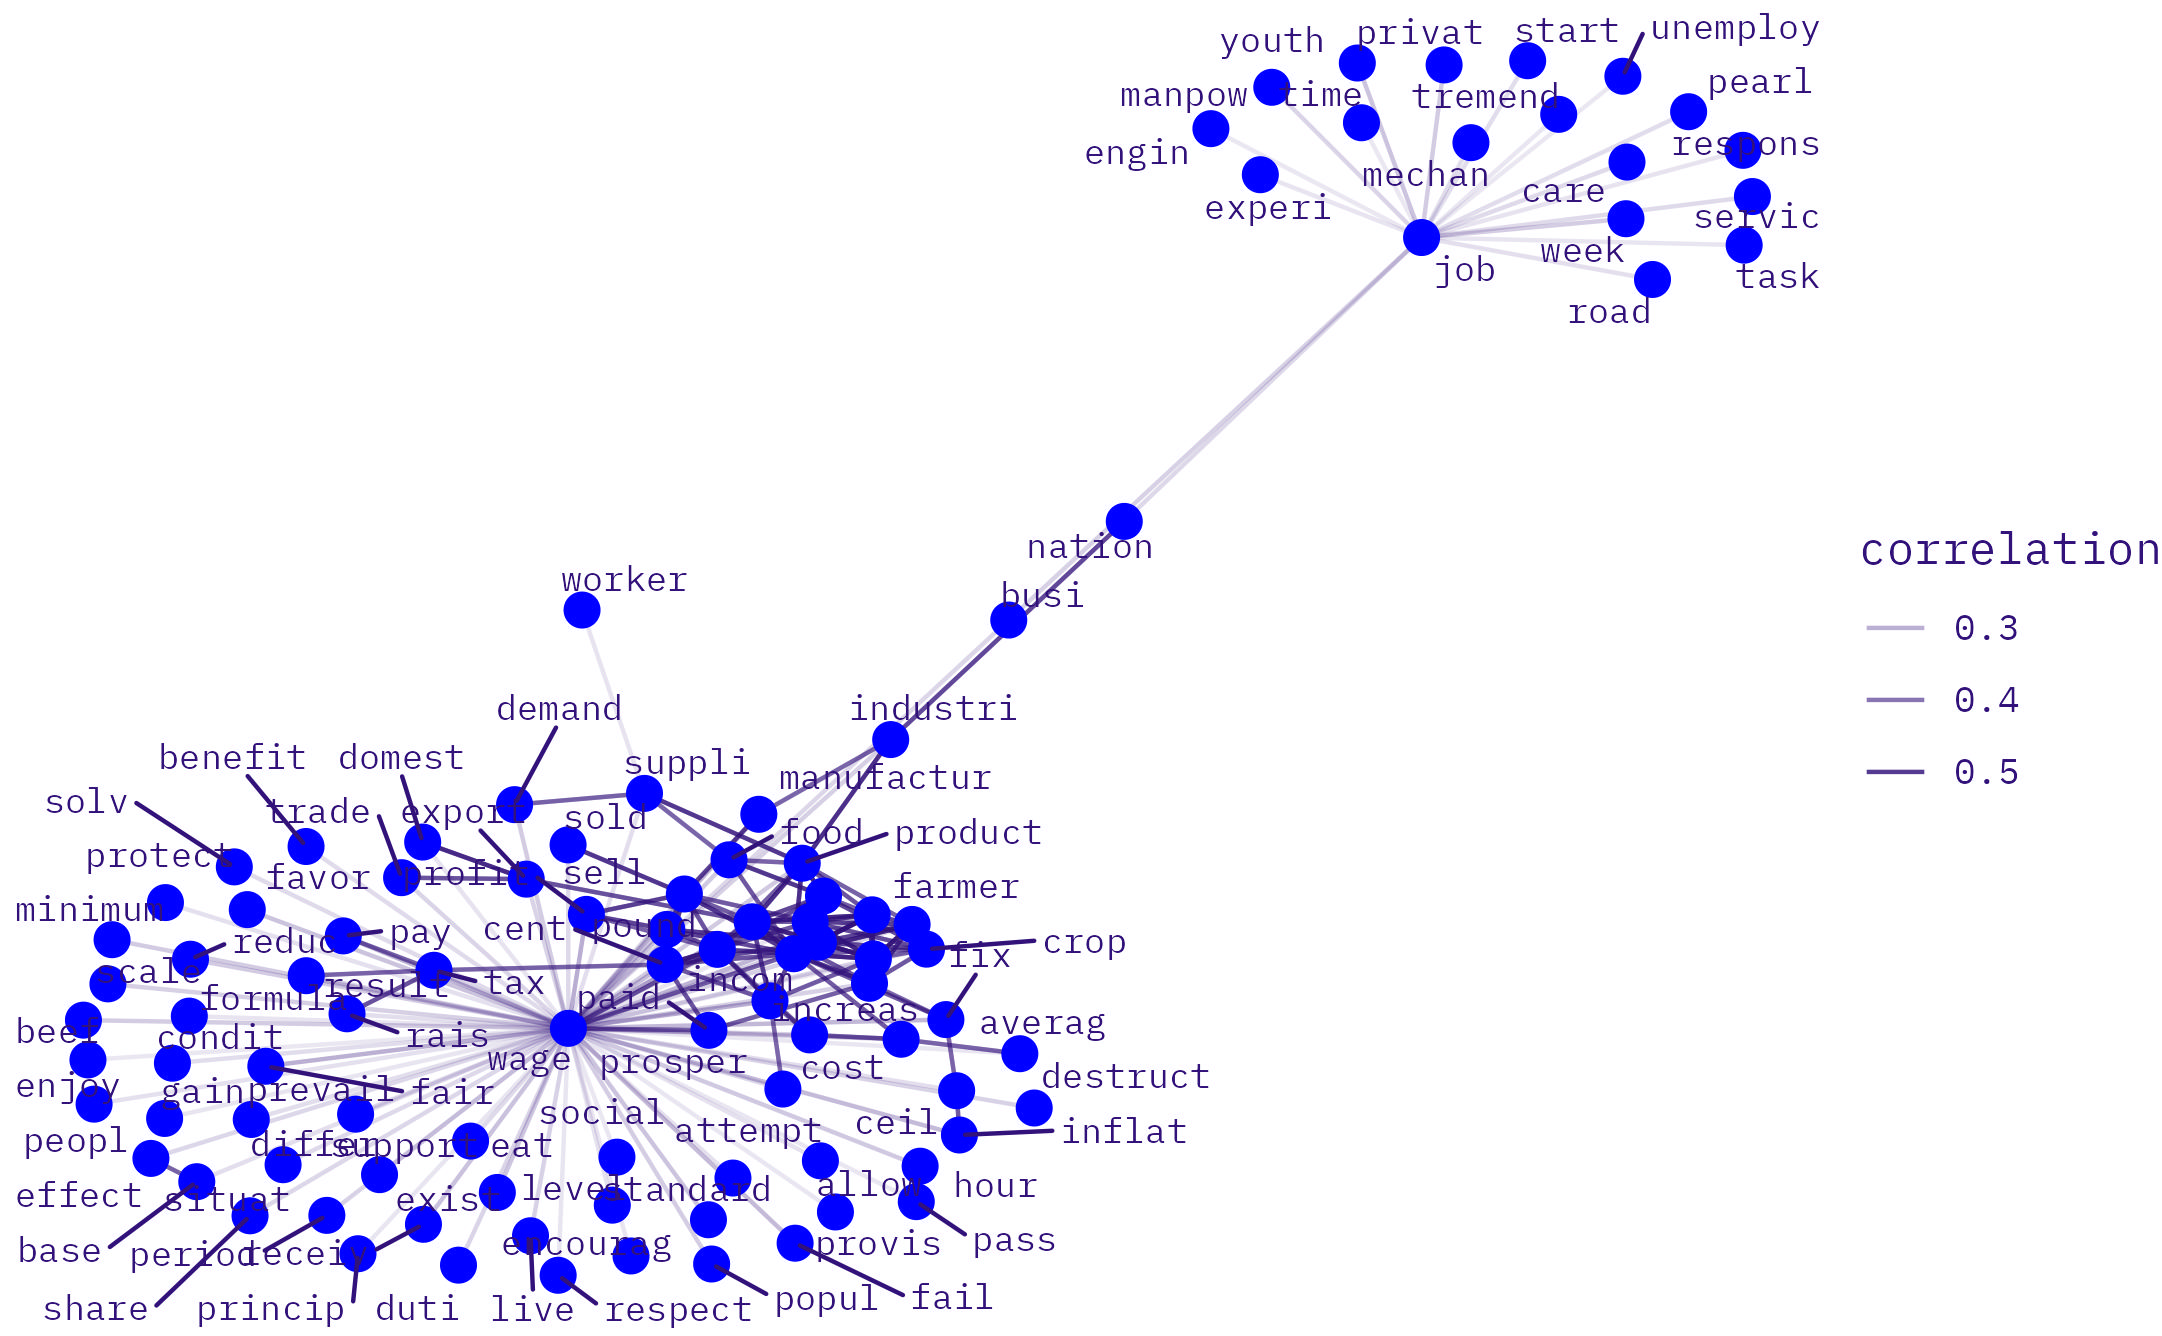 youth
privat
start
unemploy
manpow
time
tremend
pearl
engin
mechan
respons
experi
care
servic
job
week
task
road
nation
busi
correlation
0.3
0.4
0.5
worker
demand
industri
benefit
domest
suppli
manufactur
solv
trade
export
sold
food
product
protect
favor
profit
sell
farmer
minimum
reduc
pay
cent
pound
fix
crop
scale
formula
result
tax
paid
incom
increas
beef
condit
rais
wage
prosper
cost
averag
enjoy
gain
prevail
fair
social
destruct
peopl
differ
support
eat
attempt
ceil
inflat
effect
situat
exist
level
standard
allow
hour
base
period
receiv
encourag
provis
pass
share
princip
duti
live
respect
popul
fail